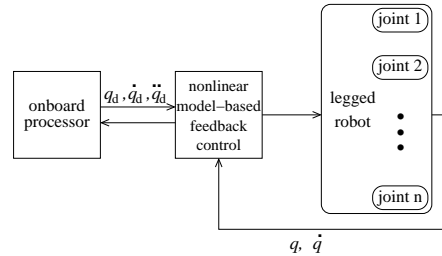 onboard
processor
q_d, q̇_d, q̈_d
nonlinear
model−based
feedback
control
legged
robot
joint 1
joint 2
joint n
q, q̇